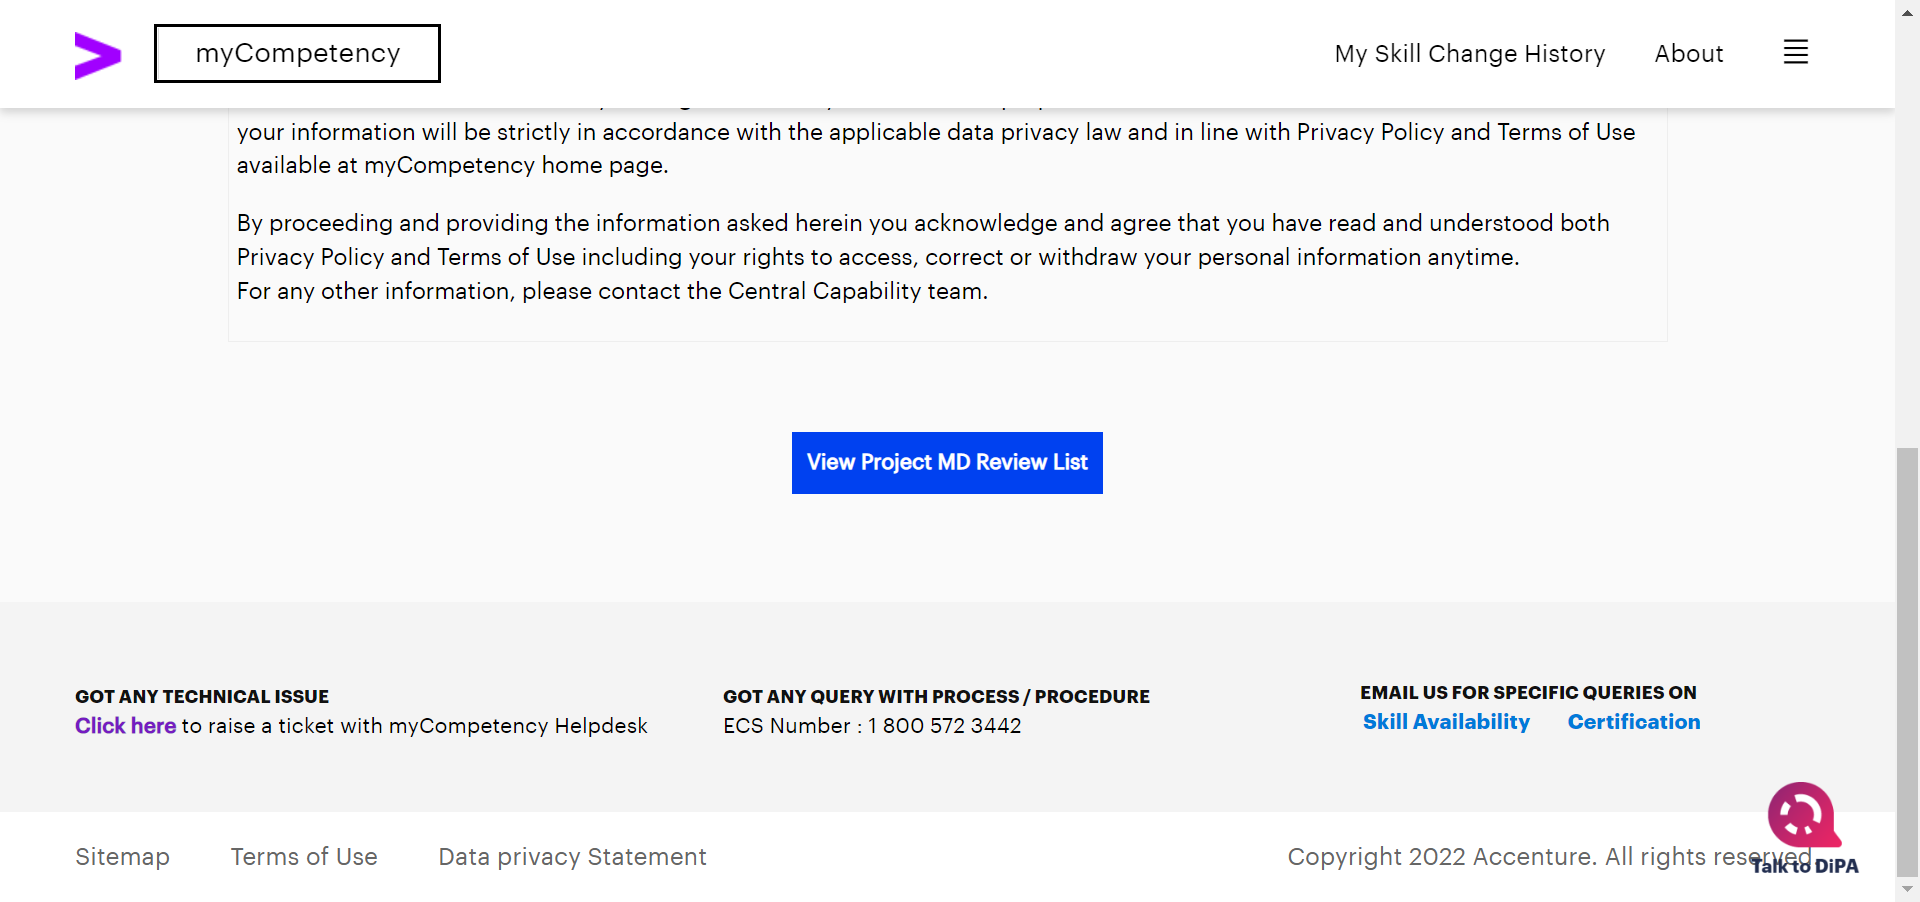 myCompetency
My Skill Change History
About
your information will be strictly in accordance with the applicable data privacy law and in line with Privacy Policy and Terms of Use
available at myCompetency home page.
By proceeding and providing the information asked herein you acknowledge and agree that you have read and understood both
Privacy Policy and Terms of Use including your rights to access, correct or withdraw your personal information anytime.
For any other information, please contact the Central Capability team.
View Project MD Review List
GOT ANY TECHNICAL ISSUE
Click here to raise a ticket with myCompetency Helpdesk
GOT ANY QUERY WITH PROCESS / PROCEDURE
ECS Number : 1 800 572 3442
EMAIL US FOR SPECIFIC QUERIES ON
Skill Availability
Certification
Sitemap
Terms of Use
Data privacy Statement
Copyright 2022 Accenture. All rights reserved.
Talk to DiPA